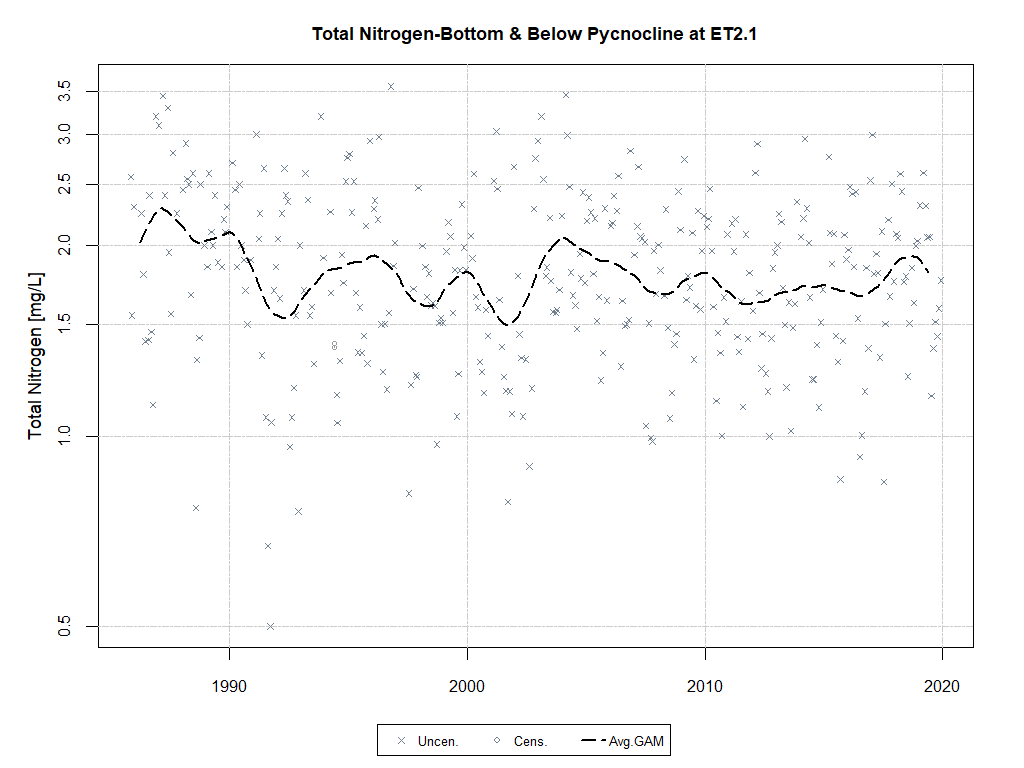 Total Nitrogen-Bottom & Below Pycnocline at ET2.1
Total Nitrogen [mg/L]
3.5
3.0
2.5
2.0
1.5
1.0
0.5
1990 2000 2010 2020
Uncen. Cens. Avg.GAM